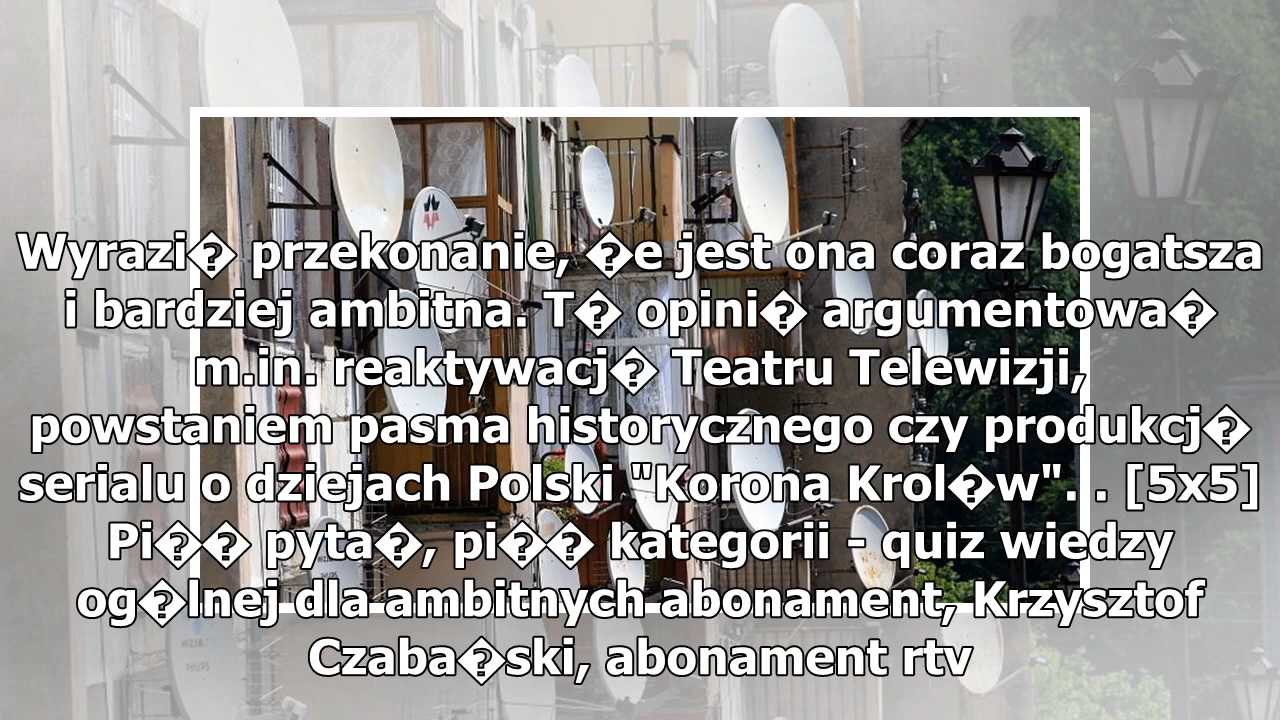 Wyrazi� przekonanie, �e jest ona coraz bogatsza
i bardziej ambitna. T� opini� argumentowa�
m.in. reaktywacj� Teatru Telewizji,
powstaniem pasma historycznego czy produkcj�
serialu o dziejach Polski "Korona Krol�w". . [5x5]
Pi�� pyta�, pi�� kategorii - quiz wiedzy
og�lnej dla ambitnych abonament, Krzysztof
Czaba�ski, abonament rtv